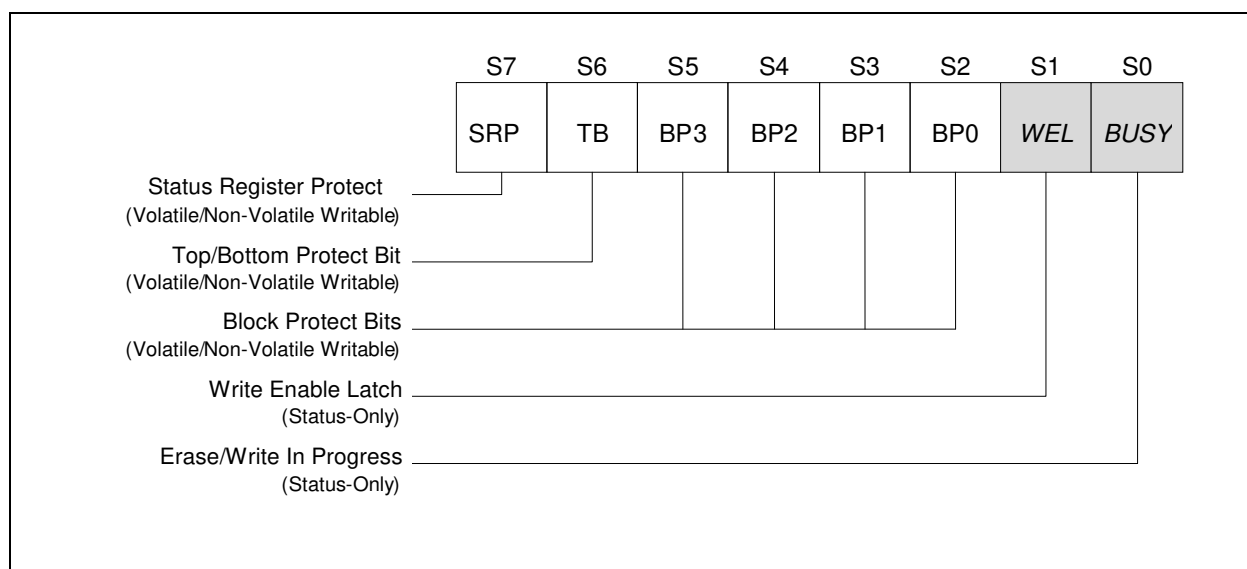 S7 S6 S5 S4 S3 S2 S1 S0
SRP TB BP3 BP2 BP1 BP0 WEL BUSY
Status Register Protect
(Volatile/Non-Volatile Writable)
Top/Bottom Protect Bit
(Volatile/Non-Volatile Writable)
Block Protect Bits
(Volatile/Non-Volatile Writable)
Write Enable Latch
(Status-Only)
Erase/Write In Progress
(Status-Only)